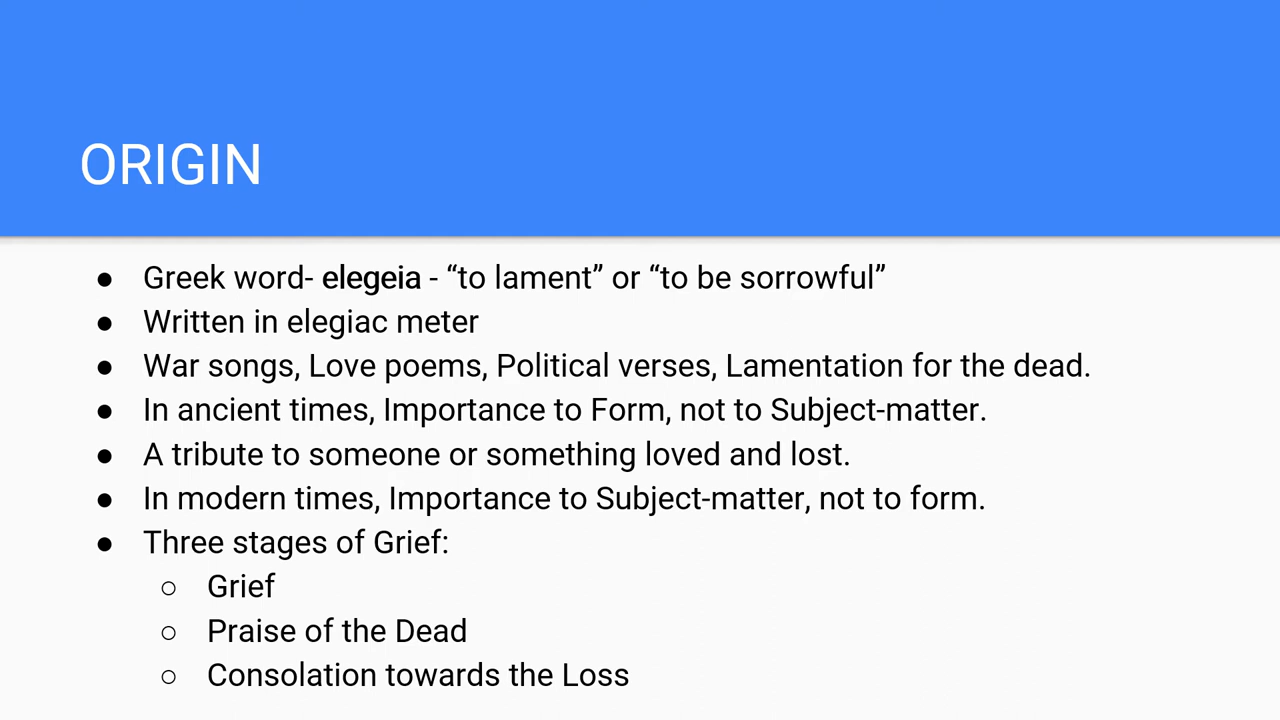 ORIGIN
● Greek word- elegeia - “to lament” or “to be sorrowful”
● Written in elegiac meter
● War songs, Love poems, Political verses, Lamentation for the dead.
● In ancient times, Importance to Form, not to Subject-matter.
● A tribute to someone or something loved and lost.
● In modern times, Importance to Subject-matter, not to form.
● Three stages of Grief:
○ Grief
○ Praise of the Dead
○ Consolation towards the Loss